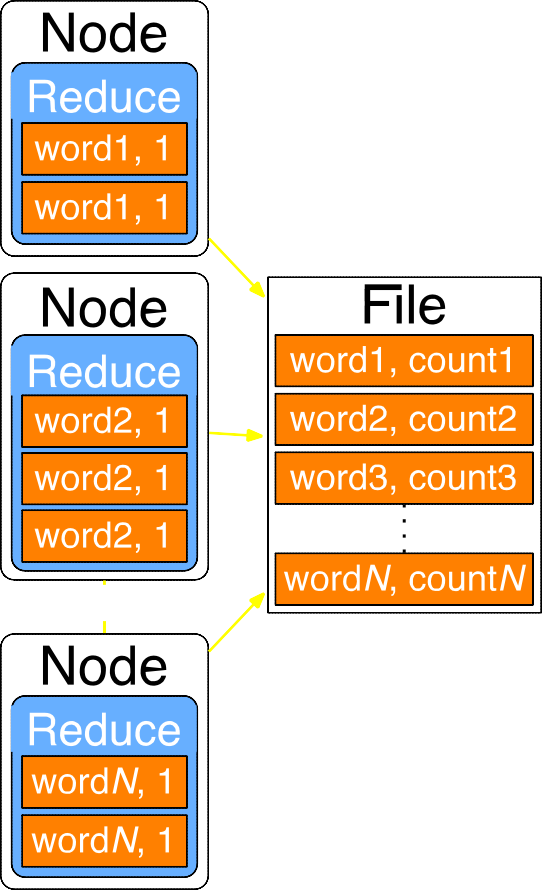 Node
Reduce
word1, 1
word1, 1
Node
Reduce
word2, 1
word2, 1
word2, 1
Node
Reduce
wordN, 1
wordN, 1
File
word1, count1
word2, count2
word3, count3
wordN, countN